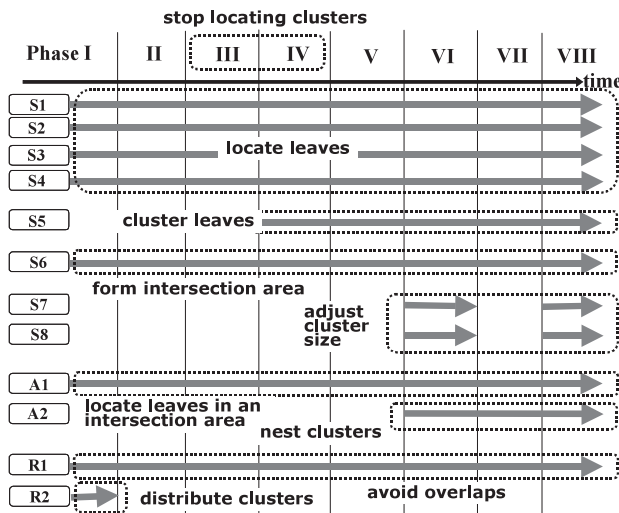 stop locating clusters
Phase I II III IV V VI VII VIII
time
S1
S2
S3
locate leaves
S4
S5
cluster leaves
S6
form intersection area
S7
adjust
cluster
size
S8
A1
A2
locate leaves in an
intersection area
nest clusters
R1
R2
distribute clusters
avoid overlaps